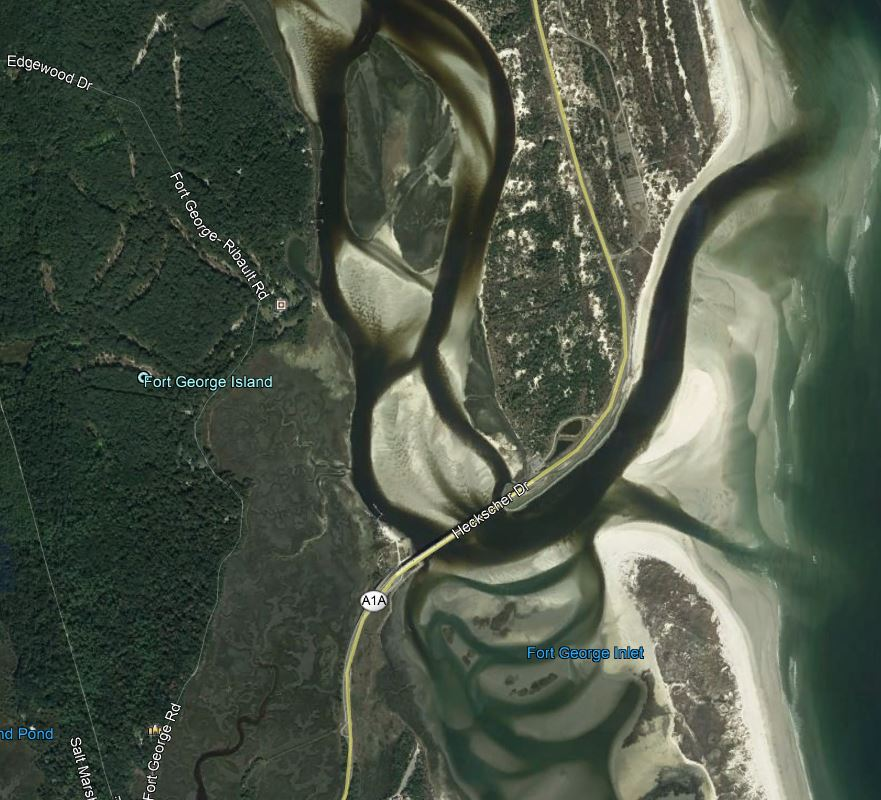 Edgewood Dr
Fort George- Ribault Rd
Fort George Island
Heckscher Dr
A1A
Fort George Inlet
nd Pond
Fort George Rd
Salt Marsh